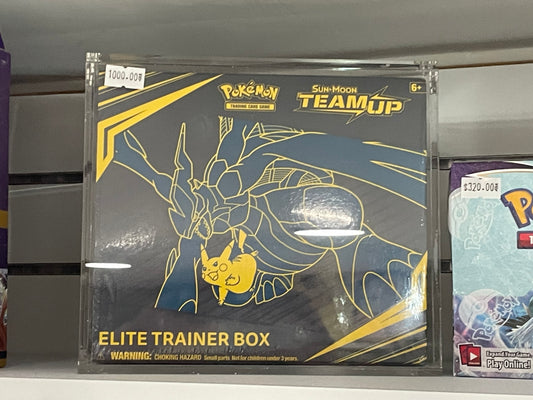 1000.00
POKéMON
TRADING CARD GAME
SUN & MOON
TEAM UP
6+
ELITE TRAINER BOX
WARNING: CHOKING HAZARD Small parts. Not for children under 3 years.
$320.00
Pokémon
Expand Your Game
Play Online!